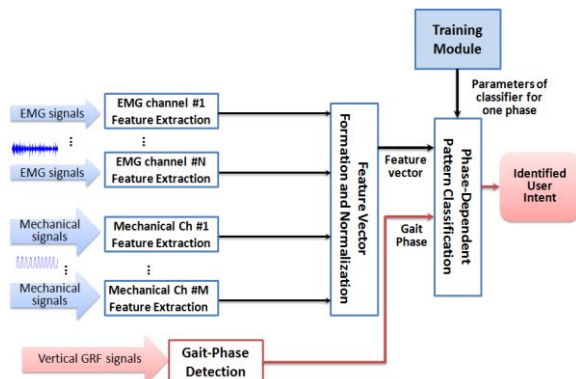 Training
Module
EMG signals
EMG channel #1
Feature Extraction
Parameters of
classifier for
one phase
EMG signals
EMG channel #N
Feature Extraction
Feature Vector
Formation and Normalization
Feature
vector
Phase-Dependent
Pattern Classification
Identified
User
Intent
Mechanical
signals
Mechanical Ch #1
Feature Extraction
Gait
Phase
Mechanical
signals
Mechanical Ch #M
Feature Extraction
Vertical GRF signals
Gait-Phase
Detection